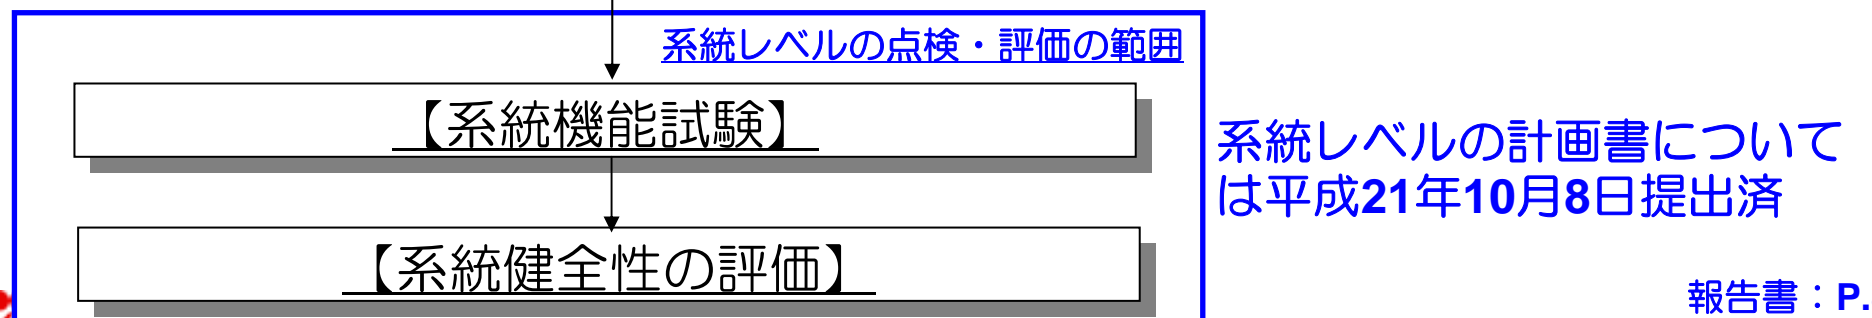 系統レベルの点検・評価の範囲
【系統機能試験】
系統レベルの計画書について
は平成21年10月8日提出済
【系統健全性の評価】
報告書：P.